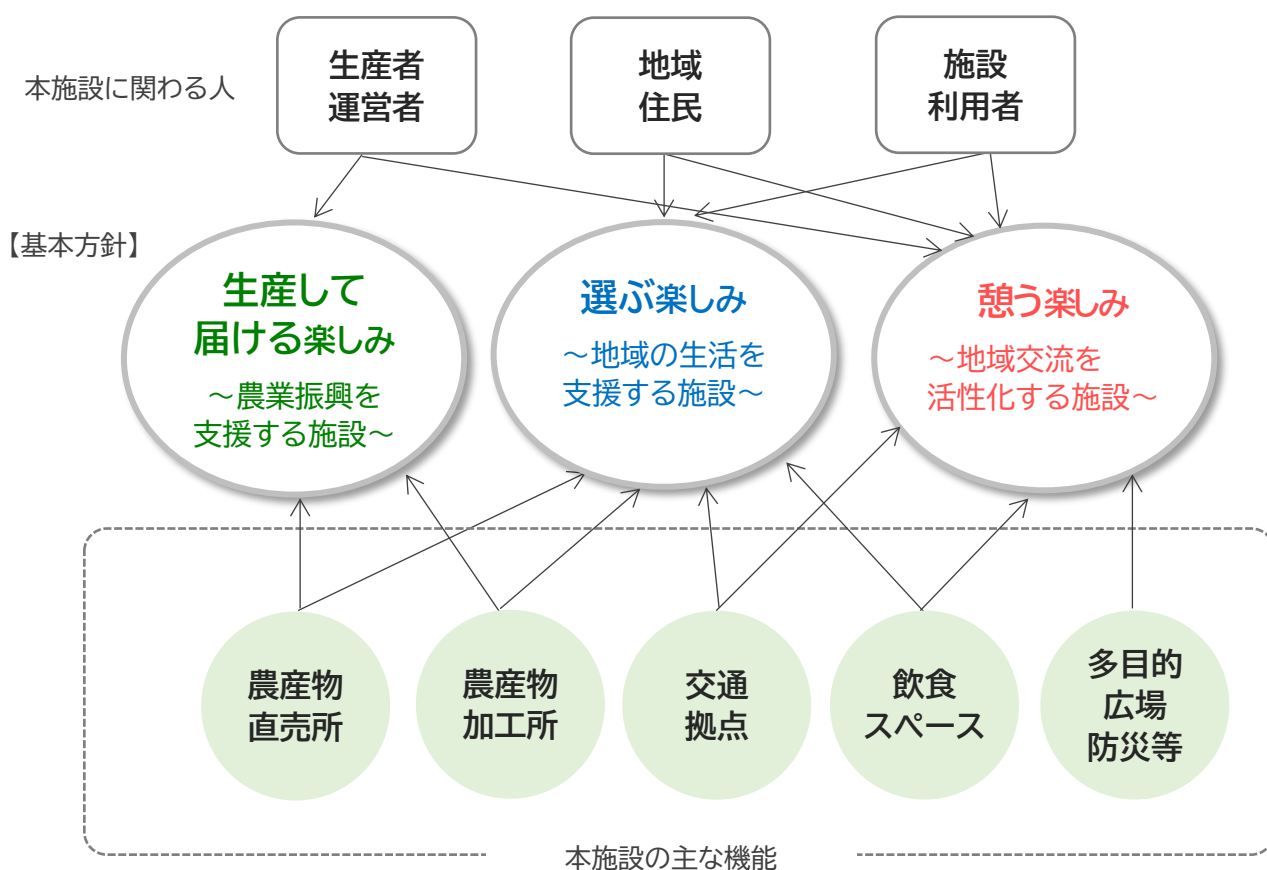 本施設に関わる人
生産者
運営者
地域
住民
施設
利用者
【基本方針】
生産して
届ける楽しみ
～農業振興を
支援する施設～
選ぶ楽しみ
～地域の生活を
支援する施設～
憩う楽しみ
～地域交流を
活性化する施設～
農産物
直売所
農産物
加工所
交通
拠点
飲食
スペース
多目的
広場
防災等
本施設の主な機能